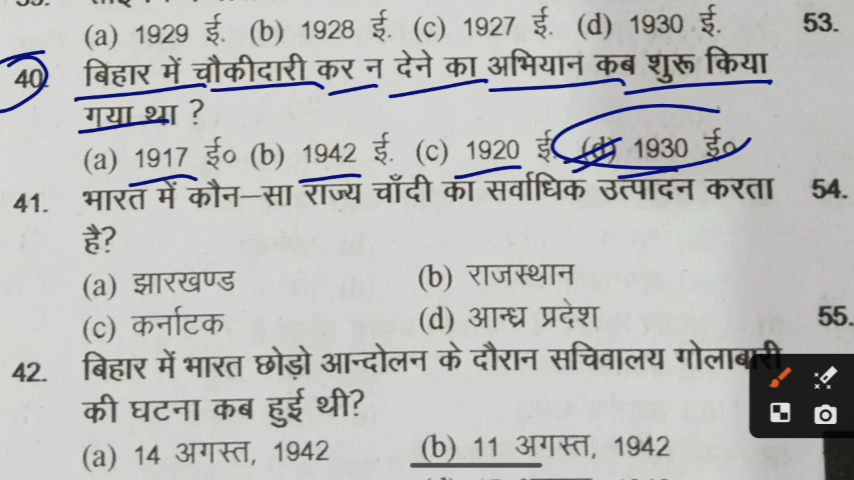 (a) 1929 ई. (b) 1928 ई. (c) 1927 ई. (d) 1930 ई.
53.
40. बिहार में चौकीदारी कर न देने का अभियान कब शुरू किया
गया था ?
(a) 1917 ई० (b) 1942 ई. (c) 1920 ई. (d) 1930 ई०
41. भारत में कौन–सा राज्य चाँदी का सर्वाधिक उत्पादन करता
54.
है?
(a) झारखण्ड (b) राजस्थान
(c) कर्नाटक (d) आन्ध्र प्रदेश
55.
42. बिहार में भारत छोड़ो आन्दोलन के दौरान सचिवालय गोलाबारी
की घटना कब हुई थी?
(a) 14 अगस्त, 1942 (b) 11 अगस्त, 1942